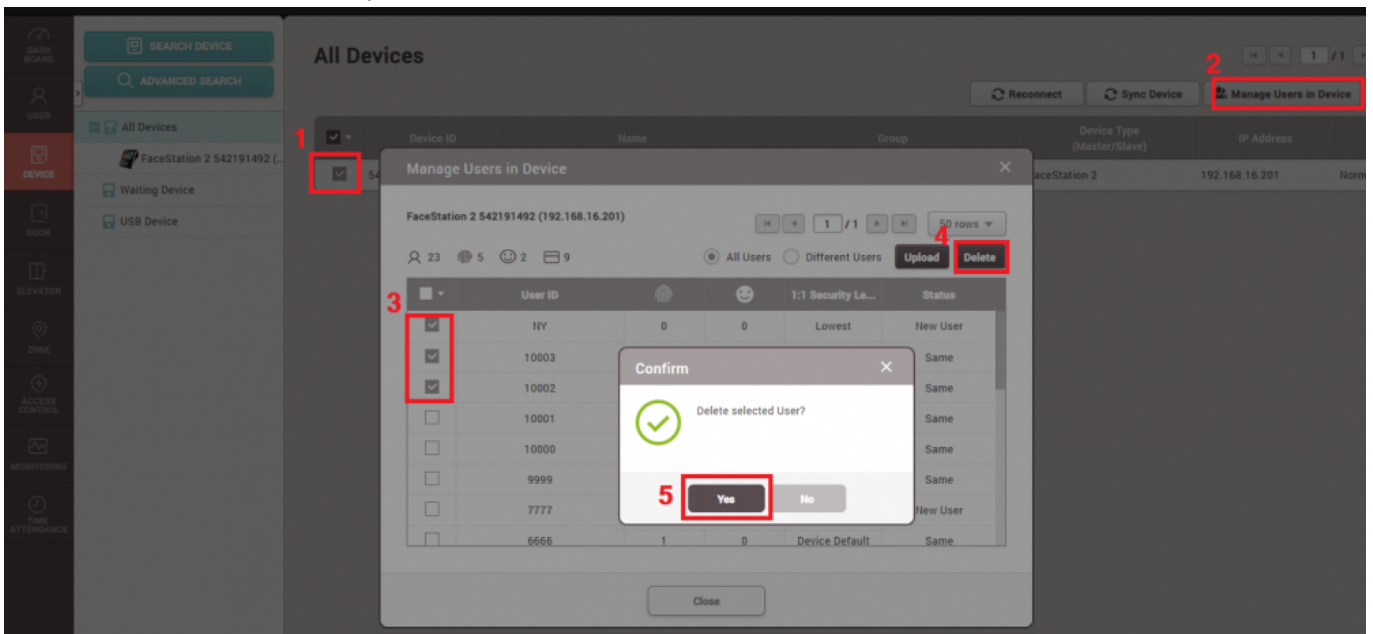 DASH
BOARD
USER
DEVICE
DOOR
ELEVATOR
ZONE
ACCESS
CONTROL
MONITORING
TIME
ATTENDANCE
SEARCH DEVICE
ADVANCED SEARCH
All Devices
FaceStation 2 542191492 (...
Waiting Device
USB Device
All Devices
1 / 1
2
Reconnect
Sync Device
Manage Users in Device
1
Device ID
Name
Group
Device Type
(Master/Slave)
IP Address
54
aceStation 2
192.168.16.201
Norm
Manage Users in Device
FaceStation 2 542191492 (192.168.16.201)
1 / 1
50 rows
4
23
5
2
9
All Users
Different Users
Upload
Delete
3
User ID
1:1 Security Le...
Status
NY 0 0 Lowest New User
10003 Same
10002 Same
10001 Same
10000 Same
9999 Same
7777 New User
6666 1 0 Device Default Same
Confirm
Delete selected User?
5
Yes
No
Close